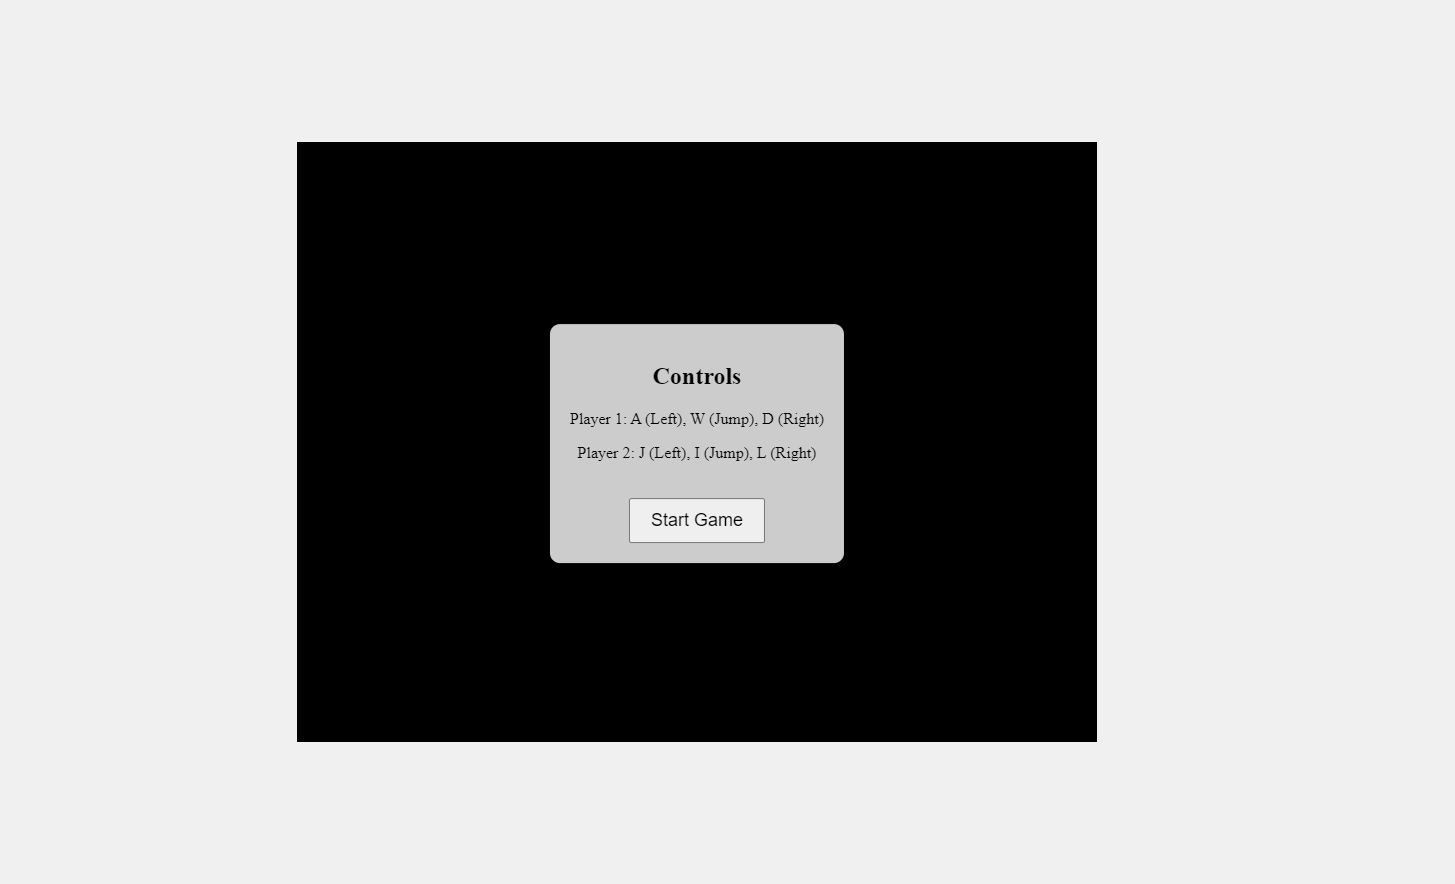 Controls
Player 1: A (Left), W (Jump), D (Right)
Player 2: J (Left), I (Jump), L (Right)
Start Game